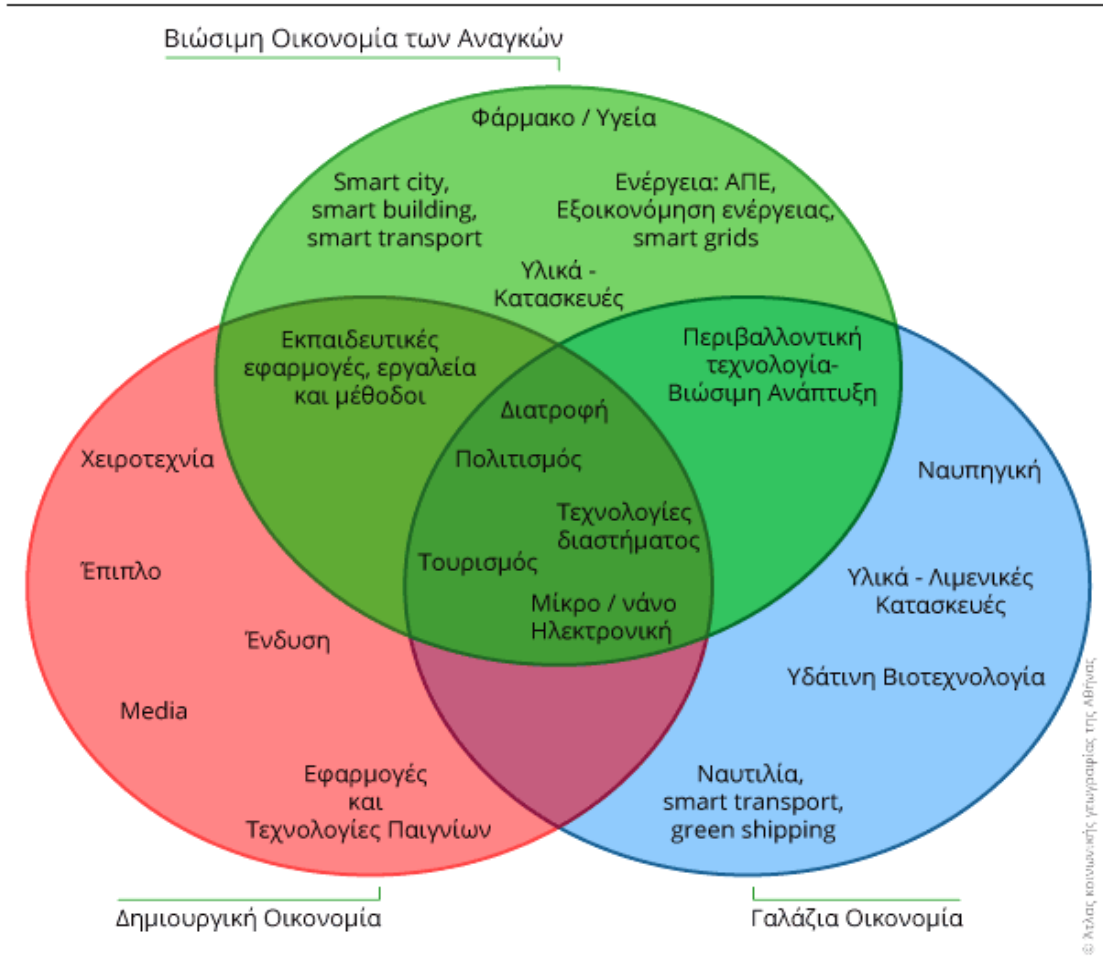 Βιώσιμη Οικονομία των Αναγκών
Φάρμακο / Υγεία
Smart city,
smart building,
smart transport
Ενέργεια: ΑΠΕ,
Εξοικονόμηση ενέργειας,
smart grids
Υλικά -
Κατασκευές
Εκπαιδευτικές
εφαρμογές, εργαλεία
και μέθοδοι
Περιβαλλοντική
τεχνολογία-
Βιώσιμη Ανάπτυξη
Διατροφή
Πολιτισμός
Τεχνολογίες
διαστήματος
Τουρισμός
Μίκρο / νάνο
Ηλεκτρονική
Χειροτεχνία
Έπιπλο
Ένδυση
Media
Εφαρμογές
και
Τεχνολογίες Παιγνίων
Ναυπηγική
Υλικά - Λιμενικές
Κατασκευές
Υδάτινη Βιοτεχνολογία
Ναυτιλία,
smart transport,
green shipping
Δημιουργική Οικονομία
Γαλάζια Οικονομία
© Άτλας κοινωνικής γεωγραφίας της Αθήνας